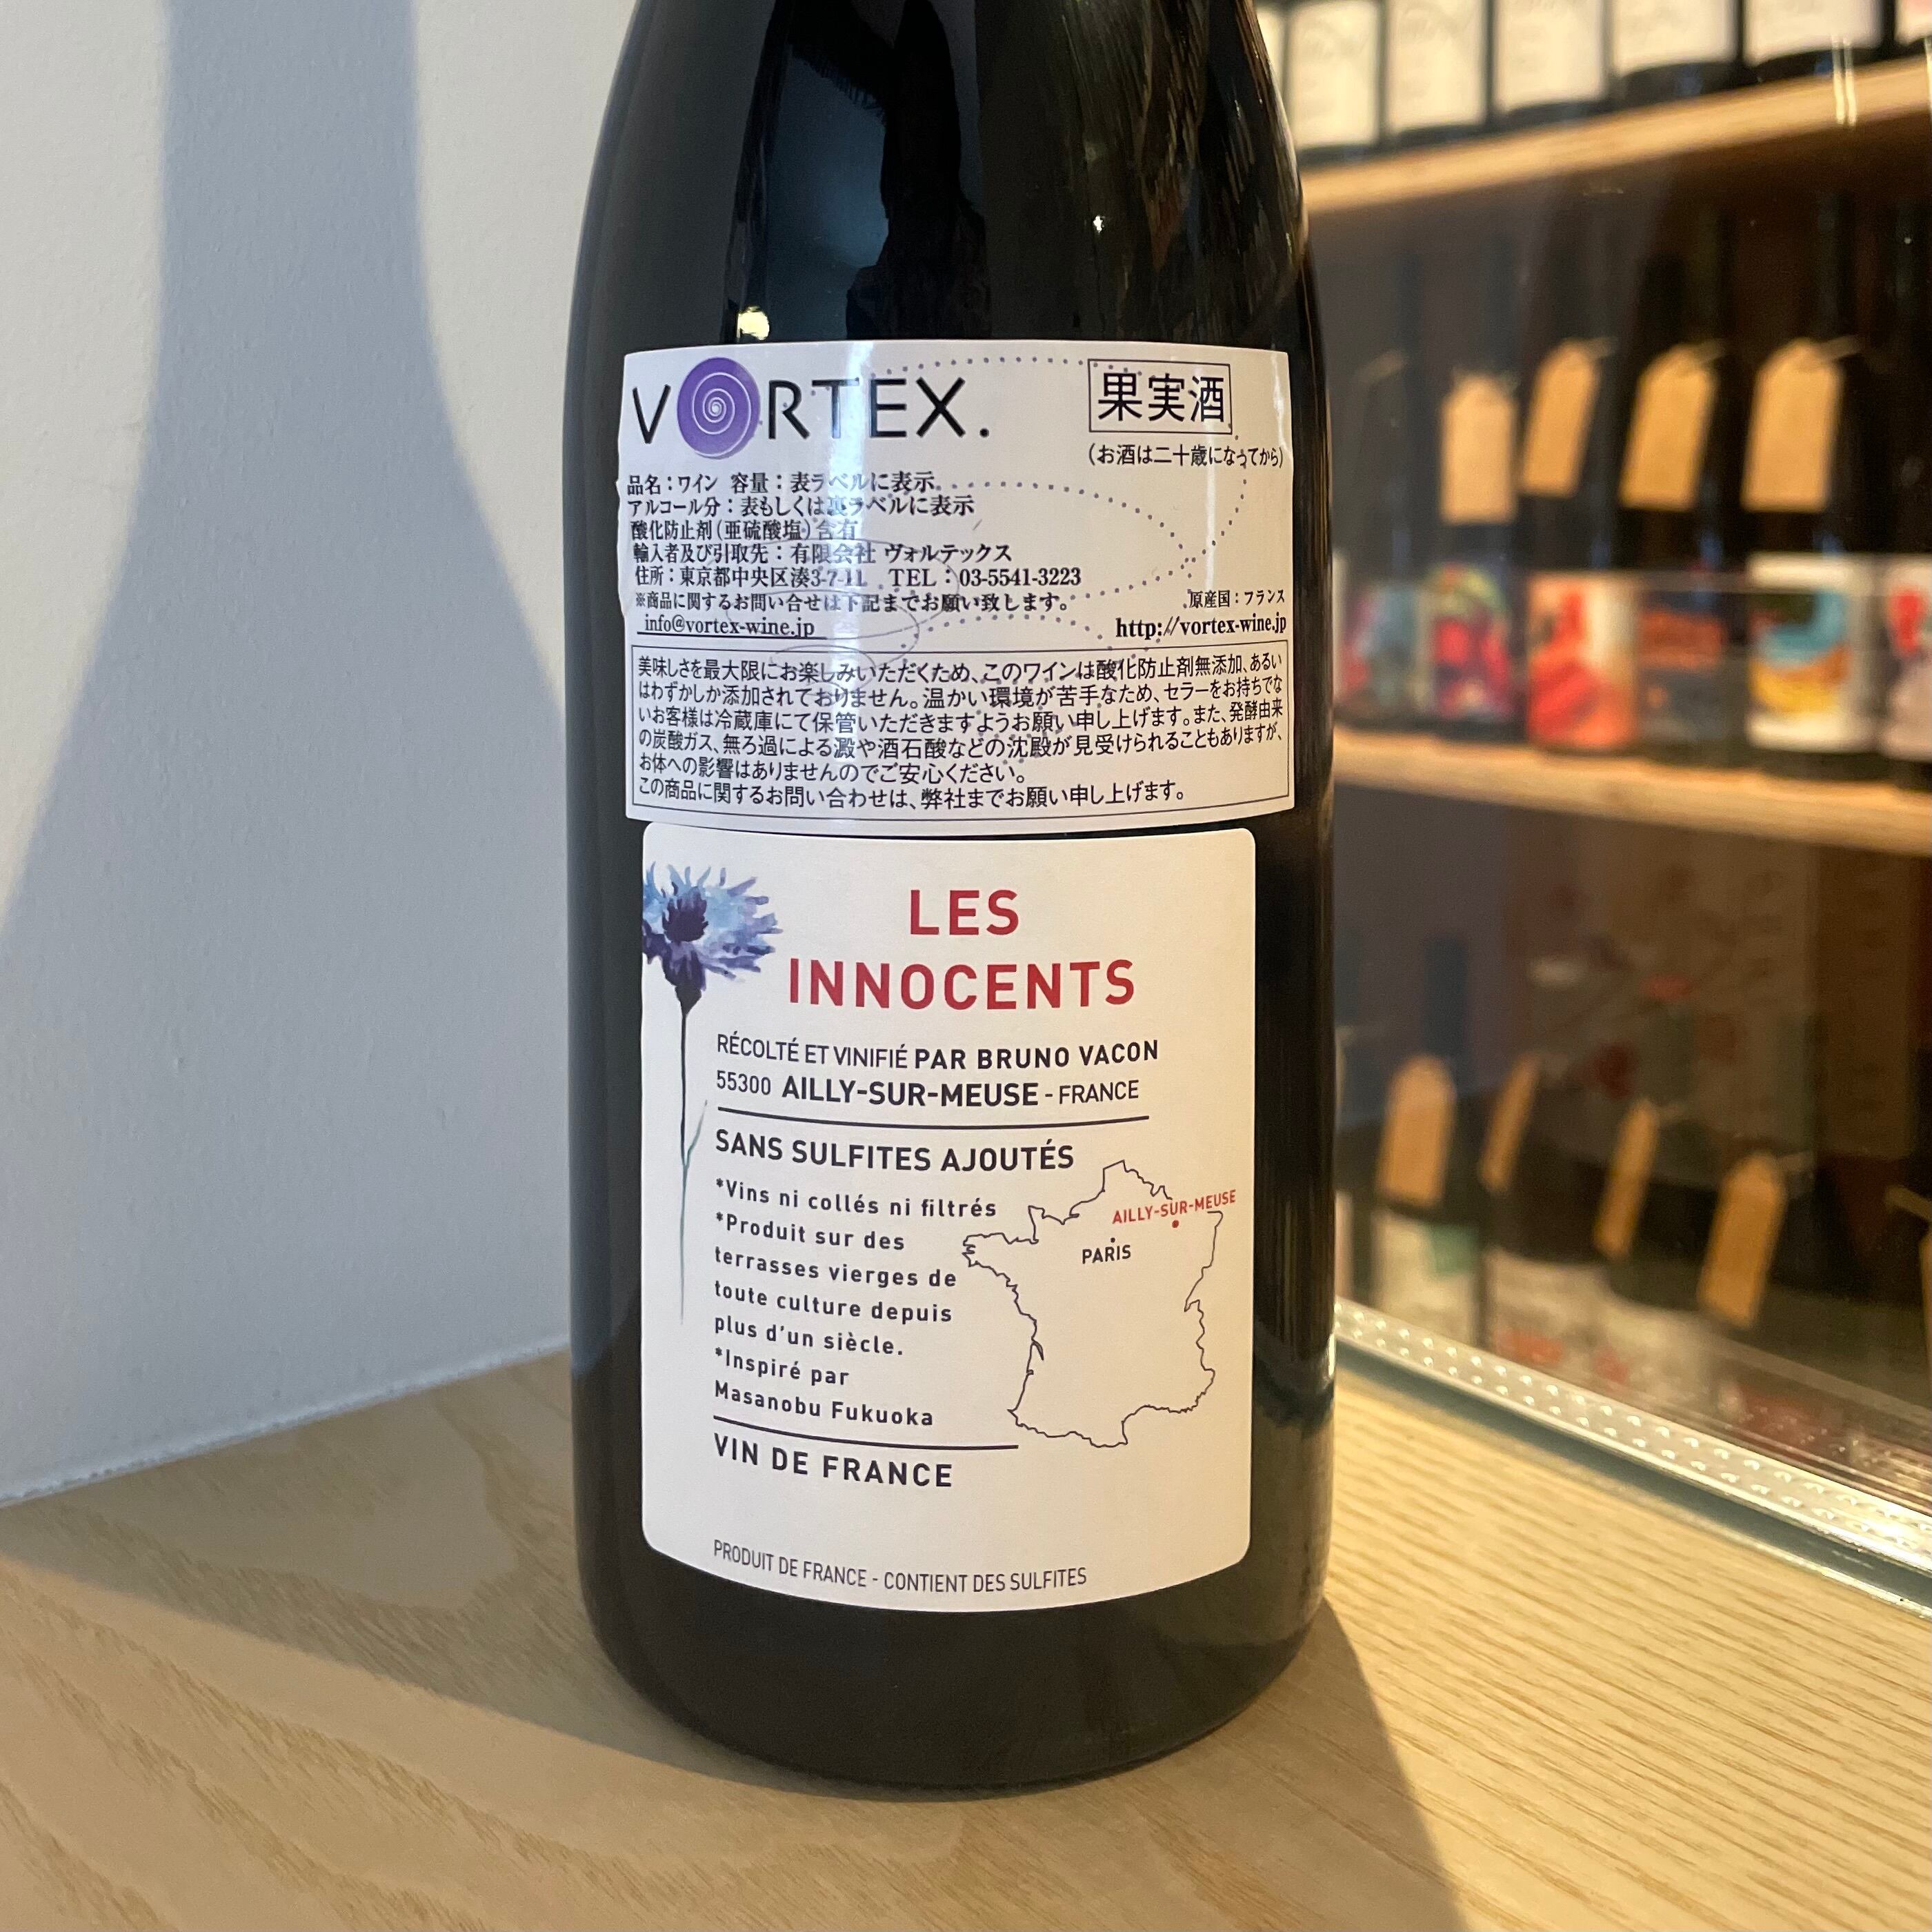 VORTEX.
果実酒
(お酒は二十歳になってから)
品名：ワイン 容量：表ラベルに表示
アルコール分：表もしくは裏ラベルに表示
酸化防止剤(亜硫酸塩)含有
輸入者及び引取先：有限会社 ヴォルテックス
住所：東京都中央区湊3-7-11 TEL：03-5541-3223
※商品に関するお問い合せは下記までお願い致します。
原産国：フランス
info@vortex-wine.jp
http://vortex-wine.jp
美味しさを最大限にお楽しみいただくため、このワインは酸化防止剤無添加、あるい
はわずかしか添加されておりません。温かい環境が苦手なため、セラーをお持ちでな
いお客様は冷蔵庫にて保管いただきますようお願い申し上げます。また、発酵由来
の炭酸ガス、無ろ過による澱や酒石酸などの沈殿が見受けられることもありますが、
お体への影響はありませんのでご安心ください。
この商品に関するお問い合わせは、弊社までお願い申し上げます。
LES
INNOCENTS
RÉCOLTÉ ET VINIFIÉ PAR BRUNO VACON
55300 AILLY-SUR-MEUSE - FRANCE
SANS SULFITES AJOUTÉS
*Vins ni collés ni filtrés
*Produit sur des
terrasses vierges de
toute culture depuis
plus d'un siècle.
*Inspiré par
Masanobu Fukuoka
AILLY-SUR-MEUSE
PARIS
VIN DE FRANCE
PRODUIT DE FRANCE - CONTIENT DES SULFITES